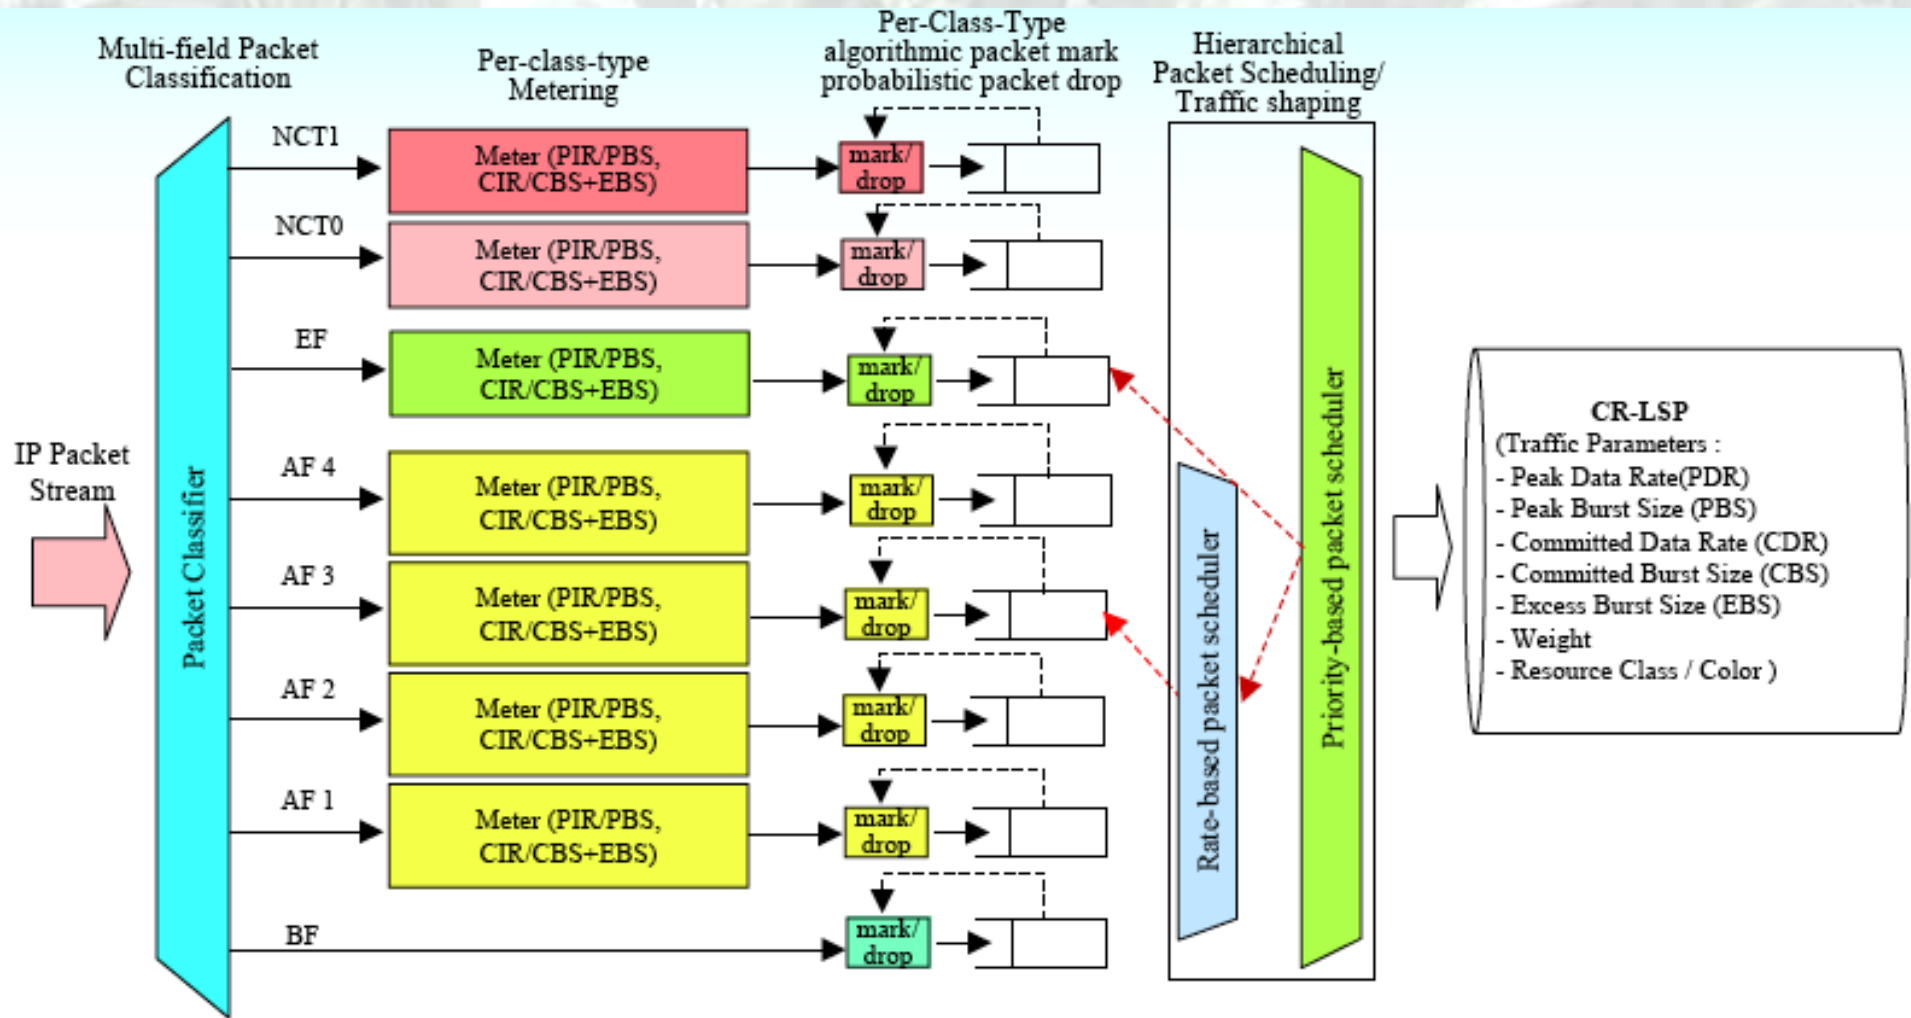 Multi-field Packet
Classification
Per-class-type
Metering
Per-Class-Type
algorithmic packet mark
probabilistic packet drop
Hierarchical
Packet Scheduling/
Traffic shaping
IP Packet
Stream
Packet Classifier
NCT1
Meter (PIR/PBS,
CIR/CBS+EBS)
mark/
drop
NCT0
Meter (PIR/PBS,
CIR/CBS+EBS)
mark/
drop
EF
Meter (PIR/PBS,
CIR/CBS+EBS)
mark/
drop
AF 4
Meter (PIR/PBS,
CIR/CBS+EBS)
mark/
drop
AF 3
Meter (PIR/PBS,
CIR/CBS+EBS)
mark/
drop
AF 2
Meter (PIR/PBS,
CIR/CBS+EBS)
mark/
drop
AF 1
Meter (PIR/PBS,
CIR/CBS+EBS)
mark/
drop
BF
mark/
drop
Rate-based packet scheduler
Priority-based packet scheduler
CR-LSP
(Traffic Parameters :
- Peak Data Rate(PDR)
- Peak Burst Size (PBS)
- Committed Data Rate (CDR)
- Committed Burst Size (CBS)
- Excess Burst Size (EBS)
- Weight
- Resource Class / Color )